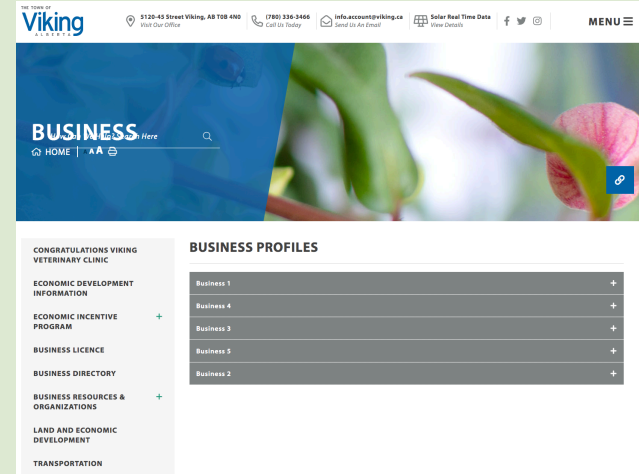 THE TOWN OF
Viking
ALBERTA
5120-45 Street Viking, AB T0B 4N0
Visit Our Office
(780) 336-3466
Call Us Today
info.account@viking.ca
Send Us An Email
Solar Real Time Data
View Details
MENU
BUSINESS
Search Here
HOME
A A
CONGRATULATIONS VIKING
VETERINARY CLINIC
ECONOMIC DEVELOPMENT
INFORMATION
ECONOMIC INCENTIVE
PROGRAM
+
BUSINESS LICENCE
BUSINESS DIRECTORY
BUSINESS RESOURCES &
ORGANIZATIONS
+
LAND AND ECONOMIC
DEVELOPMENT
TRANSPORTATION
BUSINESS PROFILES
Business 1 +
Business 4 +
Business 3 +
Business 5 +
Business 2 +